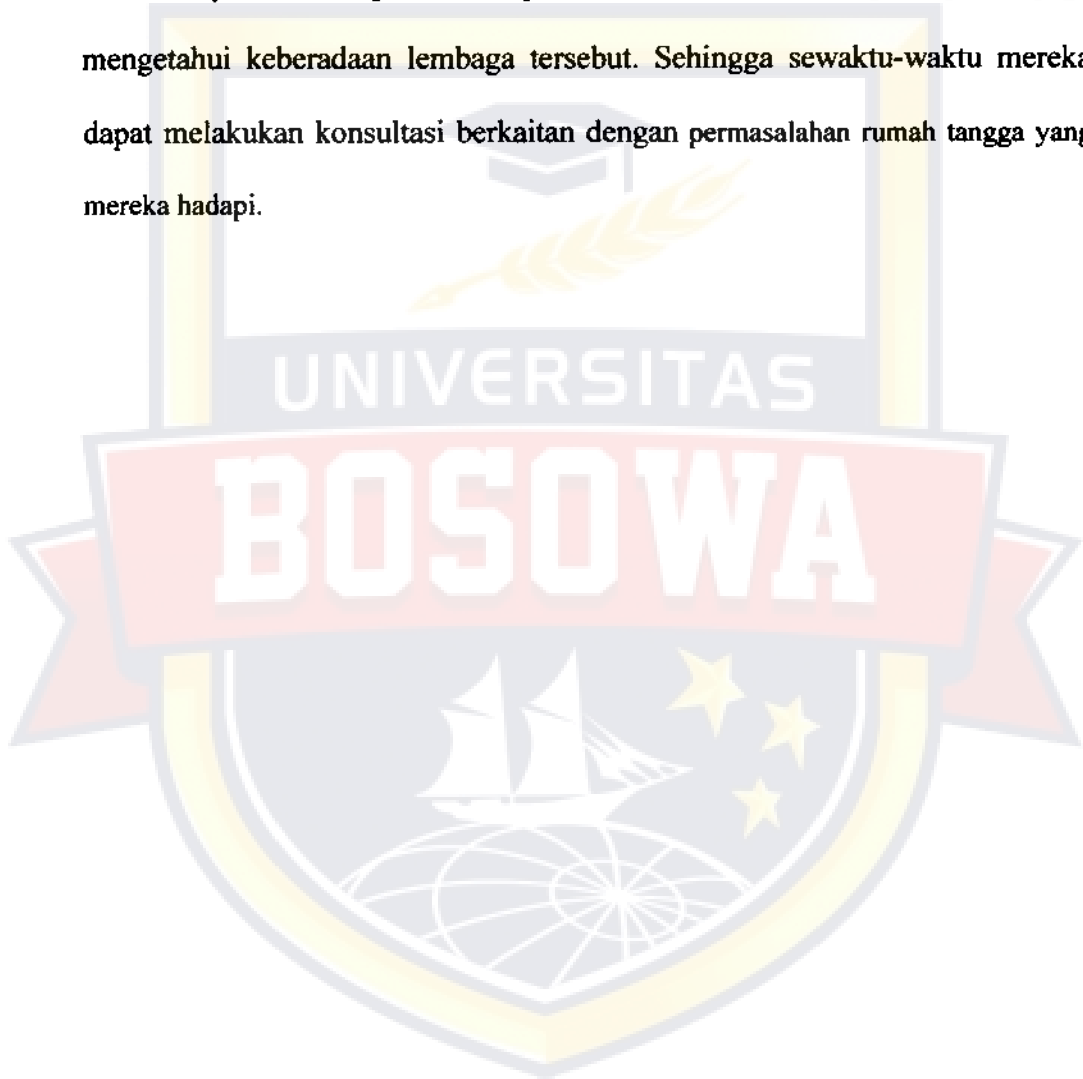 mengetahui keberadaan lembaga tersebut. Sehingga sewaktu-waktu mereka
dapat melakukan konsultasi berkaitan dengan permasalahan rumah tangga yang
mereka hadapi.
UNIVERSITAS
BOSOWA